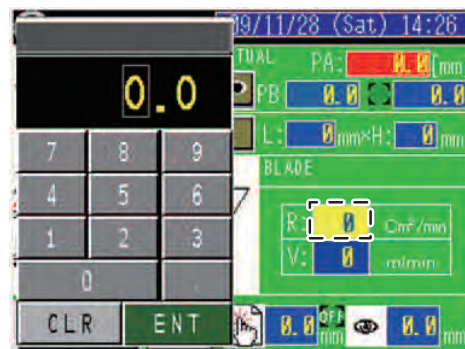 09/11/28 (Sat) 14:26
TUAL PA: 0.0 [mm
PB 0.0 0.0
L: 0 mm×H: 0 mm
BLADE
R: 0 Cm²/min
V: 0 m/min
0.0 OFF mm 0.0 mm
0.0
7 8 9
4 5 6
1 2 3
0 .
CLR ENT